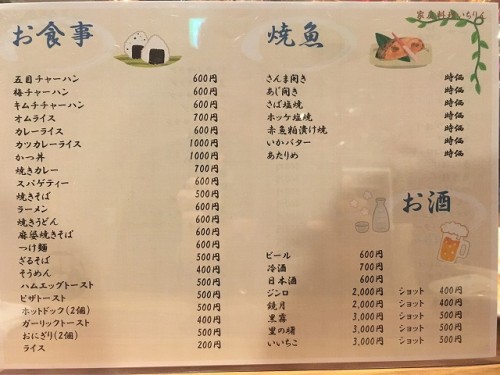 家庭料理
お食事
五目チャーハン 600円
梅チャーハン 600円
キムチチャーハン 600円
オムライス 700円
カレーライス 600円
カツカレーライス 1000円
かつ丼 1000円
焼きカレー 700円
スパゲティー 600円
焼きそば 500円
ラーメン 600円
焼きうどん 600円
麻婆焼きそば 600円
つけ麺 600円
ざるそば 500円
そうめん 400円
ハムエッグトースト 500円
ピザトースト 500円
ホットドック(2個) 500円
ガーリックトースト 400円
おにぎり(2個) 500円
ライス 200円
焼魚
さんま開き 時価
あじ開き 時価
さば塩焼 時価
ホッケ塩焼 時価
赤魚粕漬け焼 時価
いかバター 時価
あたりめ 時価
お酒
ビール 600円
冷酒 700円
日本酒 600円
ジンロ 2,000円 ショット 400円
鏡月 2,000円 ショット 400円
黒霧 3,000円 ショット 500円
里の曙 3,000円 ショット 500円
いいちこ 3,000円 ショット 500円